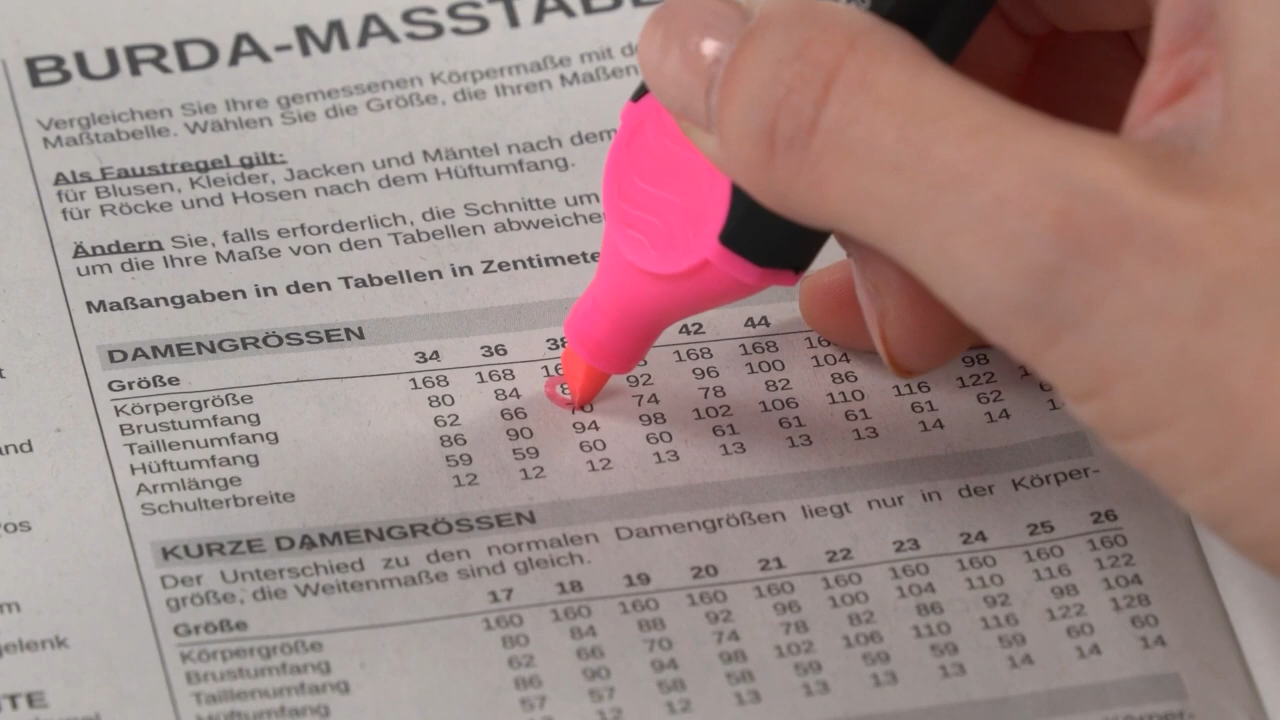 BURDA-MASSTABE
Vergleichen Sie Ihre gemessenen Körpermaße mit
Maßtabelle. Wählen Sie die Größe, die Ihren Maßen
Als Faustregel gilt:
für Blusen, Kleider, Jacken und Mäntel nach dem
für Röcke und Hosen nach dem Hüftumfang.
Ändern Sie, falls erforderlich, die Schnitte um
um die Ihre Maße von den Tabellen
Maßangaben in den Tabellen in
DAMENGRÖSSEN
Größe 34 36 38 42 44
Körpergröße 168 168 168 168
Brustumfang 80 84 92 96 100 104
Taillenumfang 62 66 70 74 78 82 86 98
Hüftumfang 86 90 94 98 102 106 110 116 122
Armlänge 59 59 60 60 61 61 61 61 62
Schulterbreite 12 12 12 13 13 13 13 14 14
KURZE DAMENGRÖSSEN
Der Unterschied zu den normalen Damengrößen liegt nur in der Körper-
größe, die Weitenmaße sind gleich.
Größe 17 18 19 20 21 22 23 24 25 26
Körpergröße 160 160 160 160 160 160 160 160 160 160
Brustumfang 80 84 88 92 96 100 104 110 116 122
Taillenumfang 62 66 70 74 78 82 86 92 98 104
Hüftumfang 86 90 94 98 102 106 110 116 122 128
57 57 58 58 59 59 59 59 60 60
12 12 13 13 13 13 14 14 14